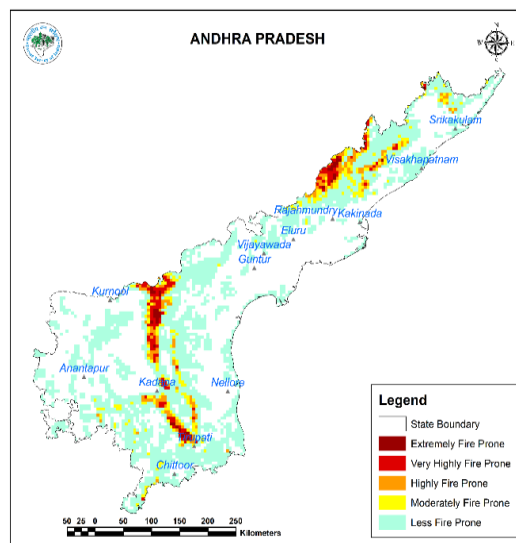 ANDHRA PRADESH
N
W
E
S
Srikakulam
Visakhapatnam
Rajahmundry
Kakinada
Eluru
Vijayawada
Guntur
Kurnool
Anantapur
Kadapa
Nellore
Tirupati
Chittoor
Legend
State Boundary
Extremely Fire Prone
Very Highly Fire Prone
Highly Fire Prone
Moderately Fire Prone
Less Fire Prone
50 25 0 50 100 150 200 250
Kilometers